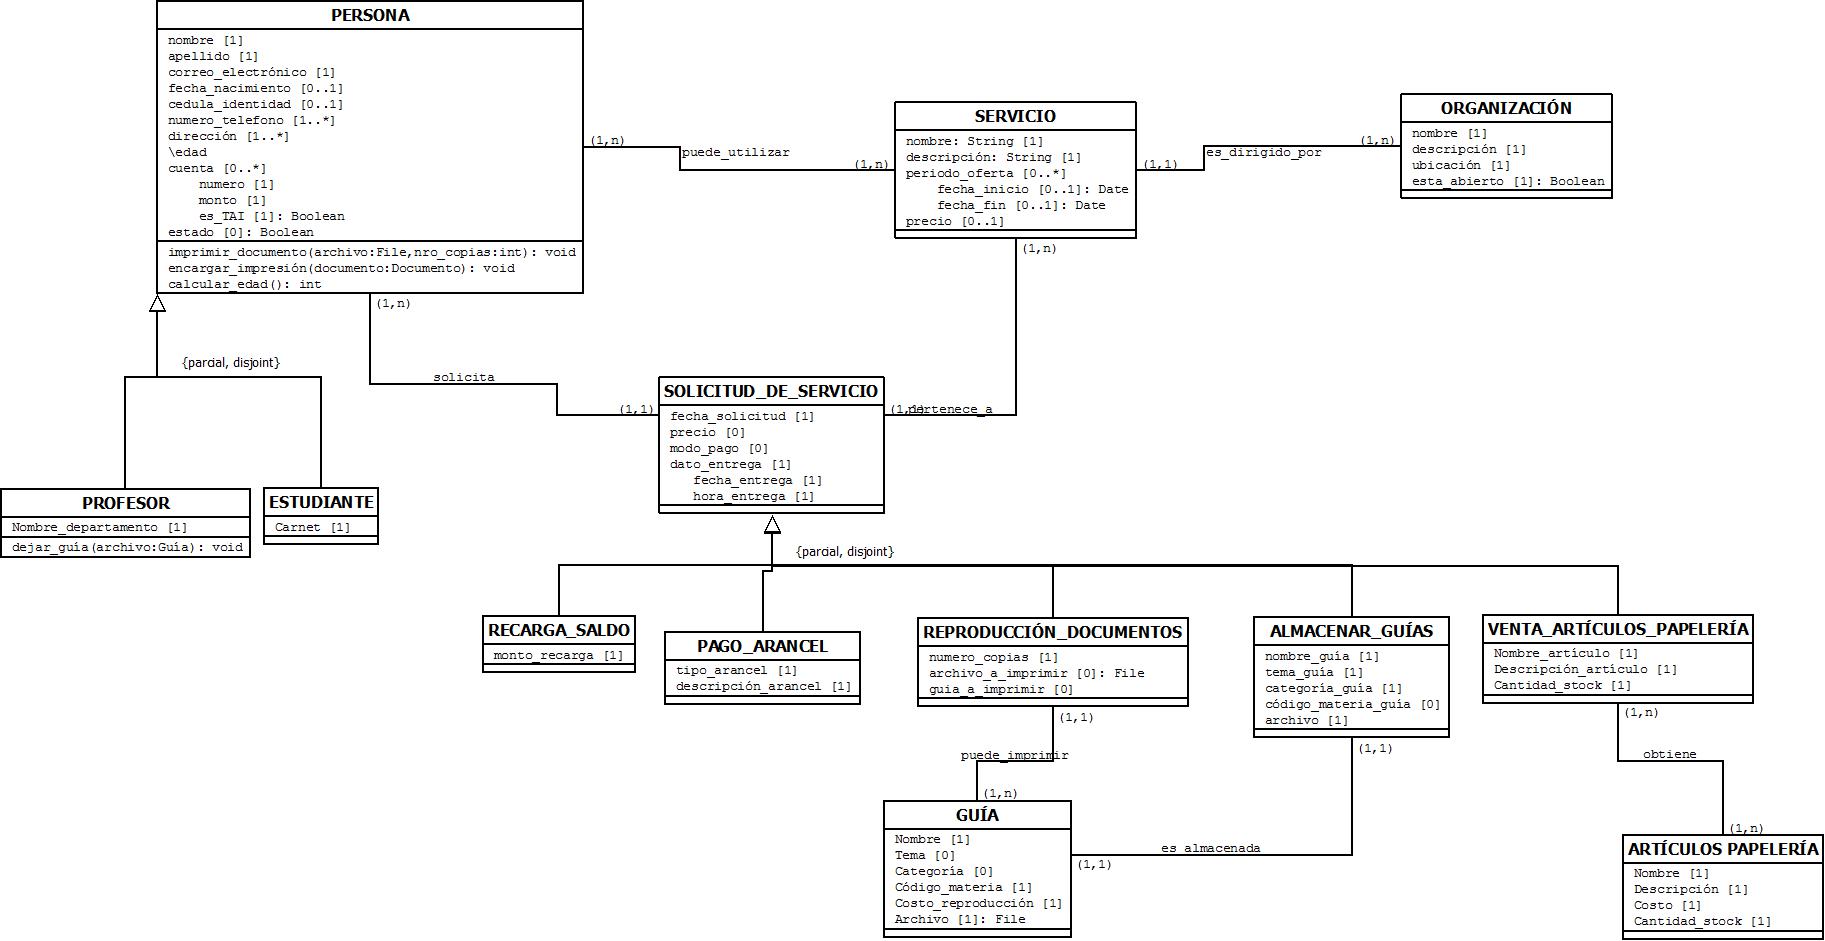 PERSONA
nombre [1]
apellido [1]
correo_electrónico [1]
fecha_nacimiento [0..1]
cedula_identidad [0..1]
numero_telefono [1..*]
dirección [1..*]
\edad
cuenta [0..*]
numero [1]
monto [1]
es_TAI [1]: Boolean
estado [0]: Boolean
imprimir_documento(archivo:File,nro_copias:int): void
encargar_impresión(documento:Documento): void
calcular_edad(): int
(1,n)
puede_utilizar
(1,n)
SERVICIO
nombre: String [1]
descripción: String [1]
periodo_oferta [0..*]
fecha_inicio [0..1]: Date
fecha_fin [0..1]: Date
precio [0..1]
(1,1)
es_dirigido_por
(1,n)
ORGANIZACIÓN
nombre [1]
descripción [1]
ubicación [1]
esta_abierto [1]: Boolean
(1,n)
(1,n)
{parcial, disjoint}
solicita
(1,1)
SOLICITUD_DE_SERVICIO
fecha_solicitud [1]
precio [0]
modo_pago [0]
dato_entrega [1]
fecha_entrega [1]
hora_entrega [1]
(1,1)
pertenece_a
PROFESOR
Nombre_departamento [1]
dejar_guía(archivo:Guía): void
ESTUDIANTE
Carnet [1]
{parcial, disjoint}
RECARGA_SALDO
monto_recarga [1]
PAGO_ARANCEL
tipo_arancel [1]
descripción_arancel [1]
REPRODUCCIÓN_DOCUMENTOS
numero_copias [1]
archivo_a_imprimir [0]: File
guia_a_imprimir [0]
ALMACENAR_GUÍAS
nombre_guía [1]
tema_guía [1]
categoría_guía [1]
código_materia_guía [0]
archivo [1]
VENTA_ARTÍCULOS_PAPELERÍA
Nombre_artículo [1]
Descripción_artículo [1]
Cantidad_stock [1]
(1,1)
puede_imprimir
(1,n)
(1,1)
(1,n)
obtiene
(1,n)
GUÍA
Nombre [1]
Tema [0]
Categoría [0]
Código_materia [1]
Costo_reproducción [1]
Archivo [1]: File
es almacenada
(1,1)
ARTÍCULOS PAPELERÍA
Nombre [1]
Descripción [1]
Costo [1]
Cantidad_stock [1]